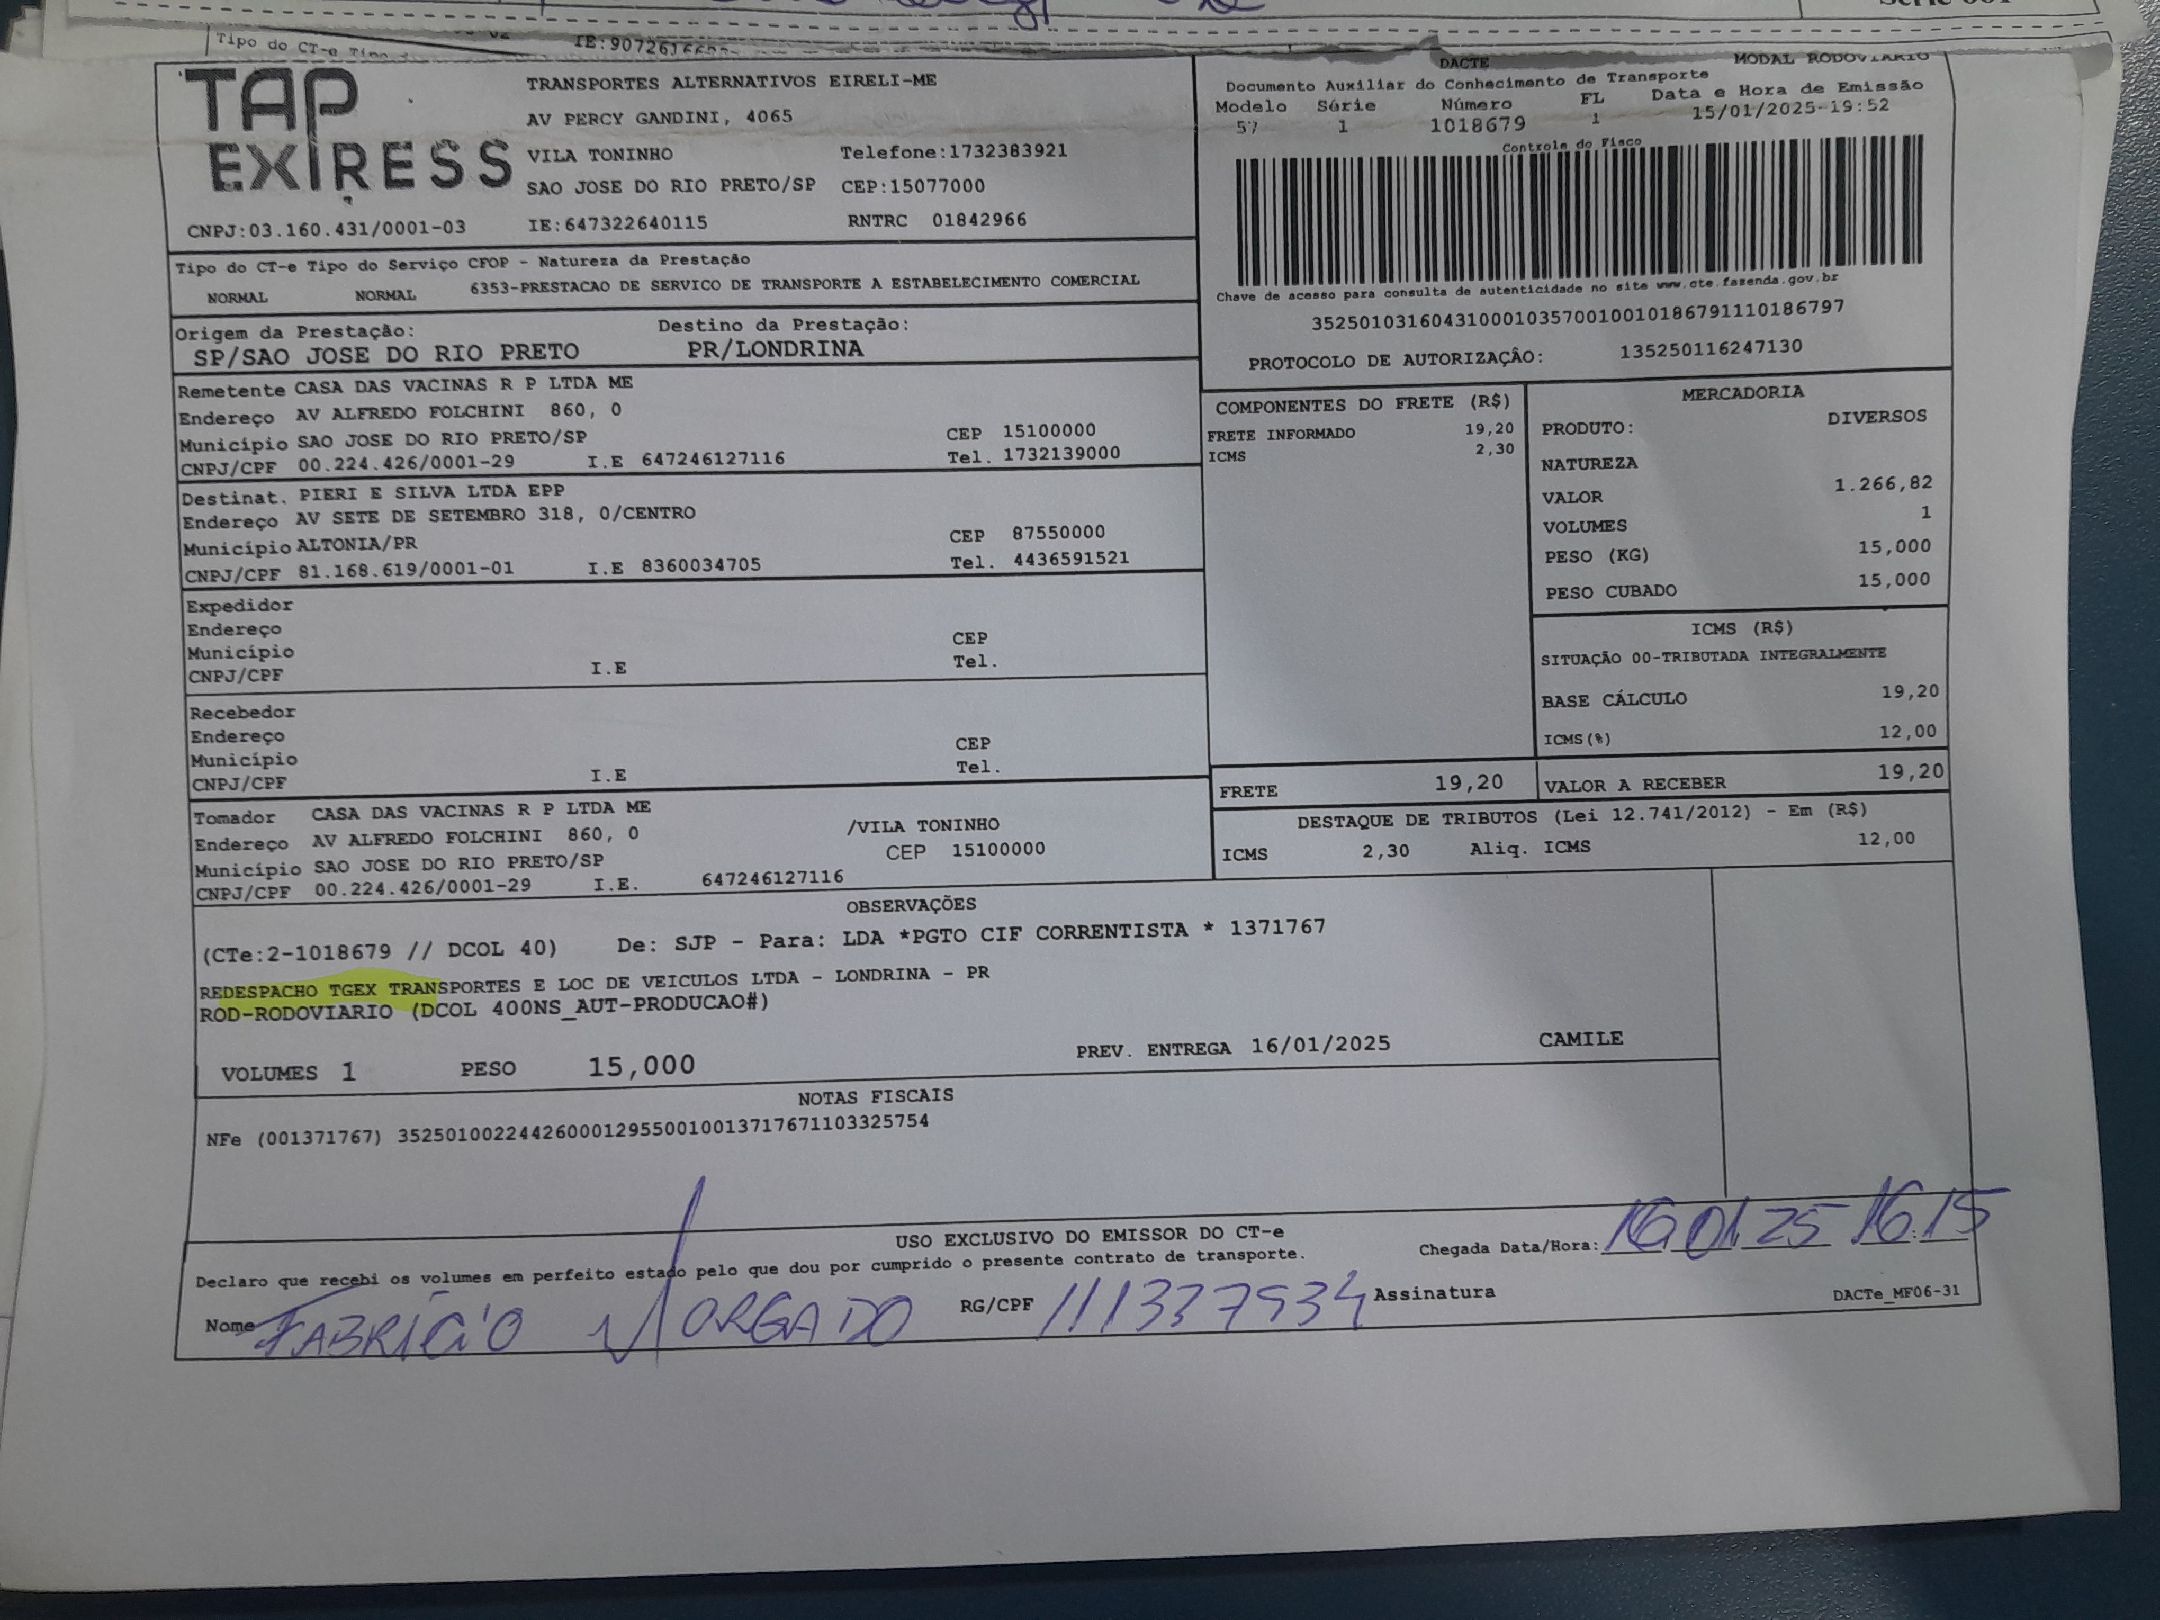 Série 001
Tipo do CT-e Tipo do
IE:90726166
TAP EXPRESS
TRANSPORTES ALTERNATIVOS EIRELI-ME
AV PERCY GANDINI, 4065
VILA TONINHO Telefone:1732383921
SAO JOSE DO RIO PRETO/SP CEP:15077000
CNPJ:03.160.431/0001-03 IE:647322640115 RNTRC 01842966
DACTE MODAL RODOVIARIO
Documento Auxiliar do Conhecimento de Transporte
Modelo Série Número FL Data e Hora de Emissão
57 1 1018679 1 15/01/2025-19:52
Controle do Fisco
Chave de acesso para consulta de autenticidade no site www.cte.fazenda.gov.br
35250103160431000103570010010186791110186797
PROTOCOLO DE AUTORIZAÇÂO: 135250116247130
Tipo do CT-e Tipo do Serviço CFOP - Natureza da Prestação
NORMAL NORMAL 6353-PRESTACAO DE SERVICO DE TRANSPORTE A ESTABELECIMENTO COMERCIAL
Origem da Prestação: Destino da Prestação:
SP/SAO JOSE DO RIO PRETO PR/LONDRINA
Remetente CASA DAS VACINAS R P LTDA ME
Endereço AV ALFREDO FOLCHINI 860, 0
Município SAO JOSE DO RIO PRETO/SP CEP 15100000
CNPJ/CPF 00.224.426/0001-29 I.E 647246127116 Tel. 1732139000
Destinat. PIERI E SILVA LTDA EPP
Endereço AV SETE DE SETEMBRO 318, 0/CENTRO
Município ALTONIA/PR CEP 87550000
CNPJ/CPF 81.168.619/0001-01 I.E 8360034705 Tel. 4436591521
Expedidor
Endereço
Município CEP
CNPJ/CPF I.E Tel.
Recebedor
Endereço
Município CEP
CNPJ/CPF I.E Tel.
Tomador CASA DAS VACINAS R P LTDA ME
Endereço AV ALFREDO FOLCHINI 860, 0 /VILA TONINHO
Município SAO JOSE DO RIO PRETO/SP CEP 15100000
CNPJ/CPF 00.224.426/0001-29 I.E. 647246127116
COMPONENTES DO FRETE (R$)
FRETE INFORMADO 19,20
ICMS 2,30
MERCADORIA
PRODUTO: DIVERSOS
NATUREZA
VALOR 1.266,82
VOLUMES 1
PESO (KG) 15,000
PESO CUBADO 15,000
ICMS (R$)
SITUAÇÃO 00-TRIBUTADA INTEGRALMENTE
BASE CÁLCULO 19,20
ICMS(%) 12,00
FRETE 19,20 VALOR A RECEBER 19,20
DESTAQUE DE TRIBUTOS (Lei 12.741/2012) - Em (R$)
ICMS 2,30 Aliq. ICMS 12,00
OBSERVAÇÕES
(CTe:2-1018679 // DCOL 40) De: SJP - Para: LDA *PGTO CIF CORRENTISTA * 1371767
REDESPACHO TGEX TRANSPORTES E LOC DE VEICULOS LTDA - LONDRINA - PR
ROD-RODOVIARIO (DCOL 400NS_AUT-PRODUCAO#)
VOLUMES 1 PESO 15,000 PREV. ENTREGA 16/01/2025 CAMILE
NOTAS FISCAIS
NFe (001371767) 35250100224426000129550010013717671103325754
USO EXCLUSIVO DO EMISSOR DO CT-e
Declaro que recebi os volumes em perfeito estado pelo que dou por cumprido o presente contrato de transporte.
Chegada Data/Hora: 16 01 25 16:15
Nome FABRÍCIO MORGADO RG/CPF 111337934 Assinatura
DACTe_MF06-31